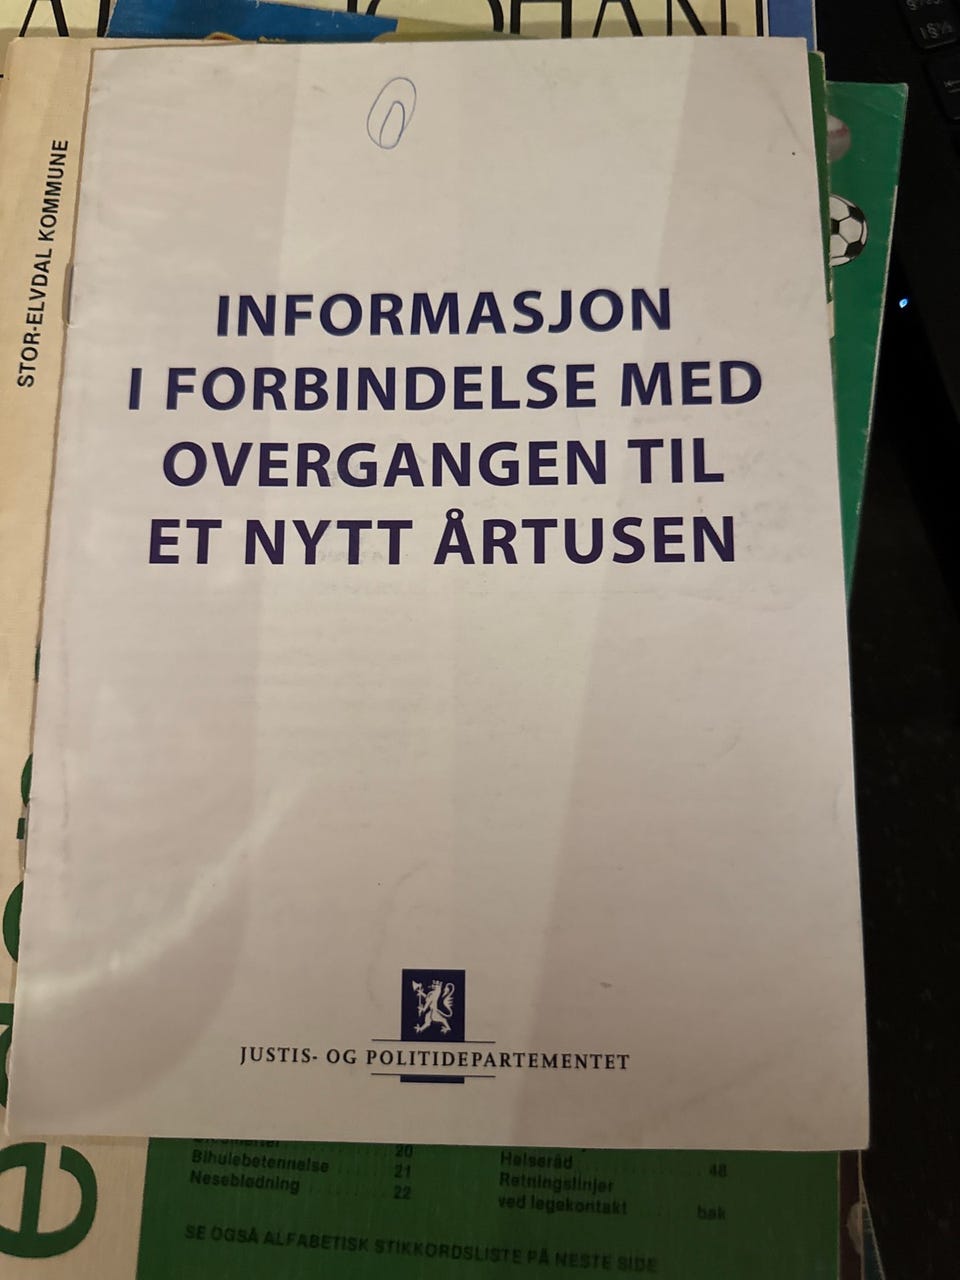 STOR-ELVDAL KOMMUNE
INFORMASJON
I FORBINDELSE MED
OVERGANGEN TIL
ET NYTT ÅRTUSEN
JUSTIS- OG POLITIDEPARTEMENTET
20
Bihulebetennelse 21
Neseblødning 22
Helseråd 48
Retningslinjer
ved legekontakt bak
SE OGSÅ ALFABETISK STIKKORDSLISTE PÅ NESTE SIDE